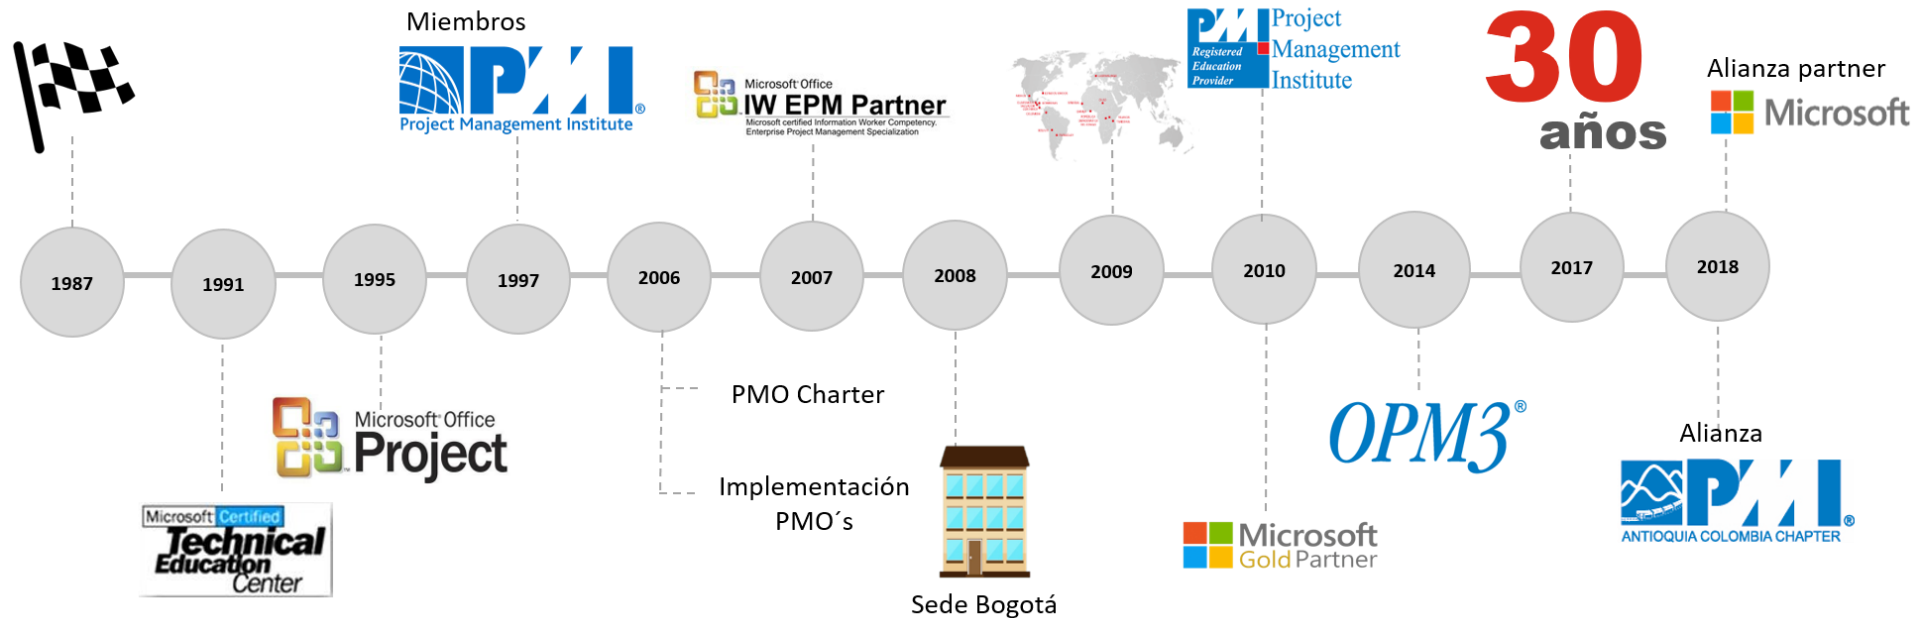 Miembros
PMI®
Project Management Institute
Microsoft® Office
IW EPM Partner
Microsoft certified Information Worker Competency.
Enterprise Project Management Specialization
PMI
Registered
Education
Provider
Project
Management
Institute
30
años
Alianza partner
Microsoft
1987
1991
1995
1997
2006
2007
2008
2009
2010
2014
2017
2018
Microsoft Certified
Technical
Education
Center
Microsoft® Office
Project
PMO Charter
Implementación
PMO´s
Sede Bogotá
Microsoft
Gold Partner
OPM3®
Alianza
PMI®
ANTIOQUIA COLOMBIA CHAPTER